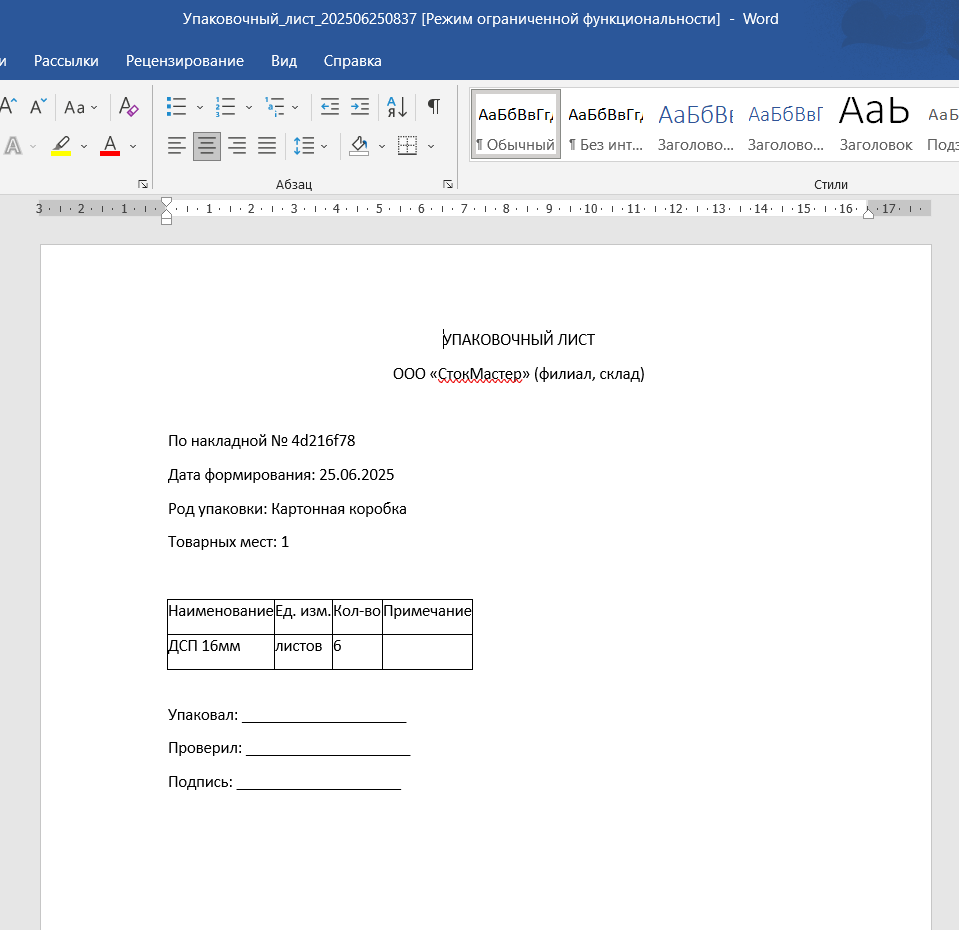 Упаковочный_лист_202506250837 [Режим ограниченной функциональности] - Word
и Рассылки Рецензирование Вид Справка
Aa
АаБбВвГг, АаБбВвГг, АаБбВı АаБбВвГ АаЬ АаБ
¶ Обычный ¶ Без инт... Заголово... Заголово... Заголовок Подз
Абзац Стили
3 2 1 1 2 3 4 5 6 7 8 9 10 11 12 13 14 15 16 17
УПАКОВОЧНЫЙ ЛИСТ
ООО «СтокМастер» (филиал, склад)
По накладной № 4d216f78
Дата формирования: 25.06.2025
Род упаковки: Картонная коробка
Товарных мест: 1
Наименование Ед. изм. Кол-во Примечание
ДСП 16мм листов 6
Упаковал: ____________________
Проверил: ____________________
Подпись: ____________________